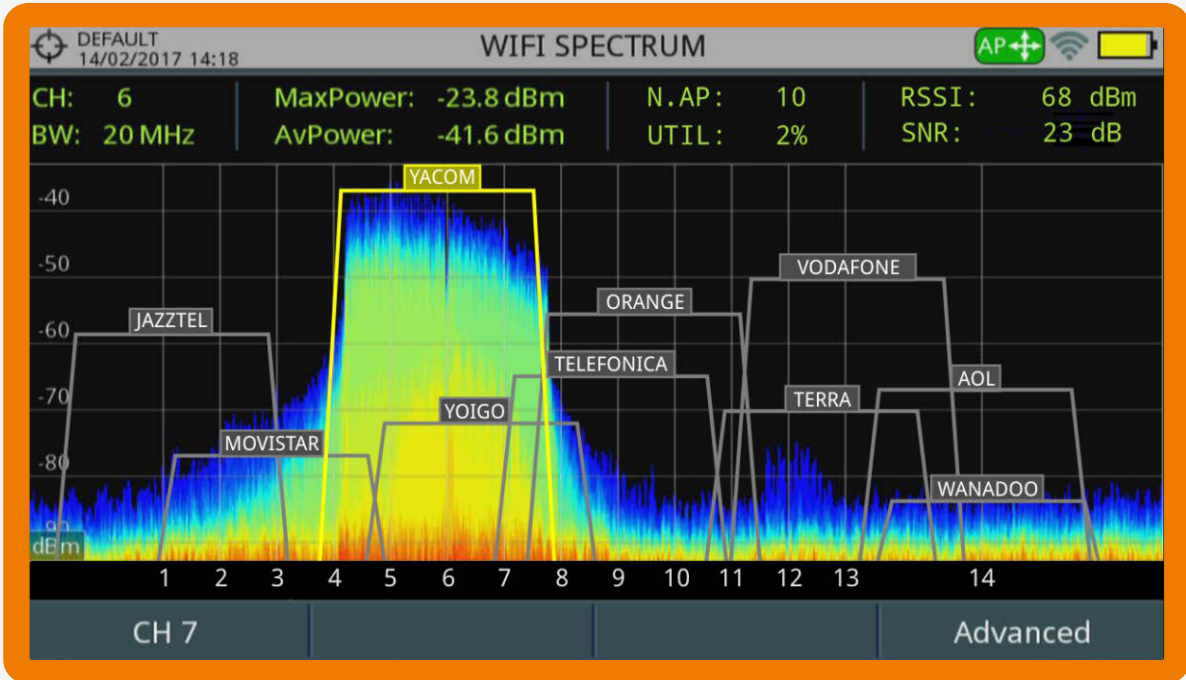 DEFAULT
14/02/2017 14:18
WIFI SPECTRUM
AP
CH: 6 MaxPower: -23.8 dBm N.AP: 10 RSSI: 68 dBm
BW: 20 MHz AvPower: -41.6 dBm UTIL: 2% SNR: 23 dB
YACOM
-40
-50
VODAFONE
ORANGE
JAZZTEL
-60
TELEFONICA
AOL
-70
TERRA
YOIGO
MOVISTAR
-80
WANADOO
-90
dBm
1 2 3 4 5 6 7 8 9 10 11 12 13 14
CH 7 Advanced